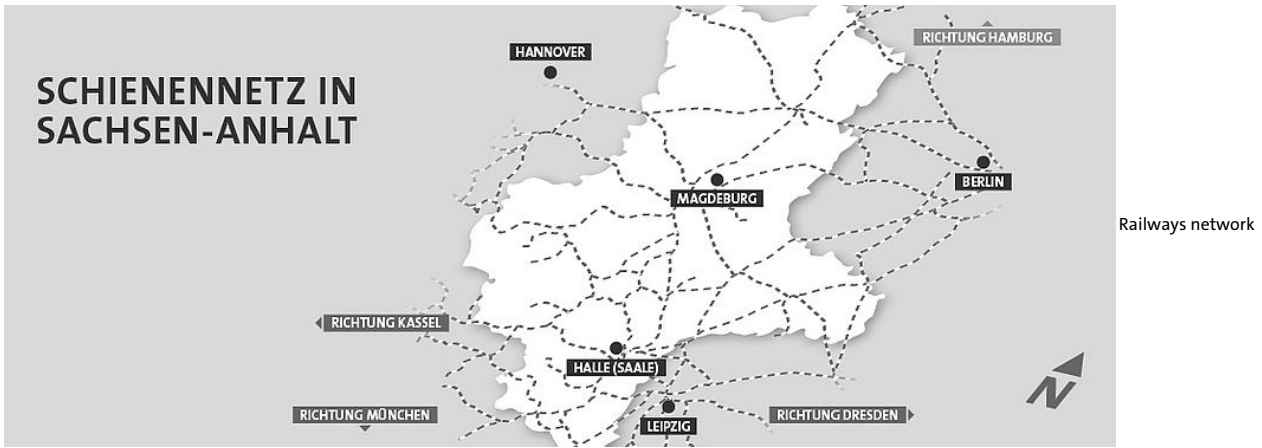 SCHIENENNETZ IN
SACHSEN-ANHALT
HANNOVER
RICHTUNG HAMBURG
BERLIN
MAGDEBURG
Railways network
RICHTUNG KASSEL
HALLE (SAALE)
RICHTUNG MÜNCHEN
LEIPZIG
RICHTUNG DRESDEN
N